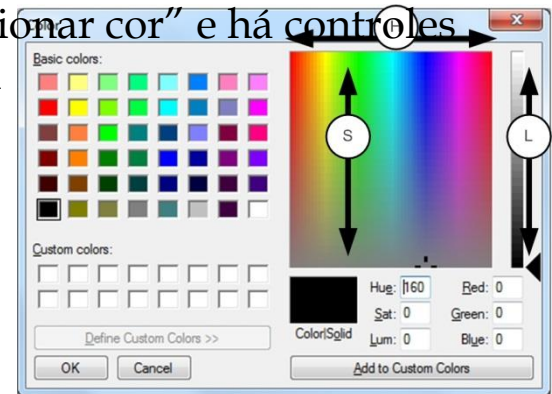 ionar cor” e há controles
Color
Basic colors:
H
S
L
Custom colors:
Define Custom Colors >>
OK
Cancel
Color|Solid
Hue: 160
Sat: 0
Lum: 0
Red: 0
Green: 0
Blue: 0
Add to Custom Colors